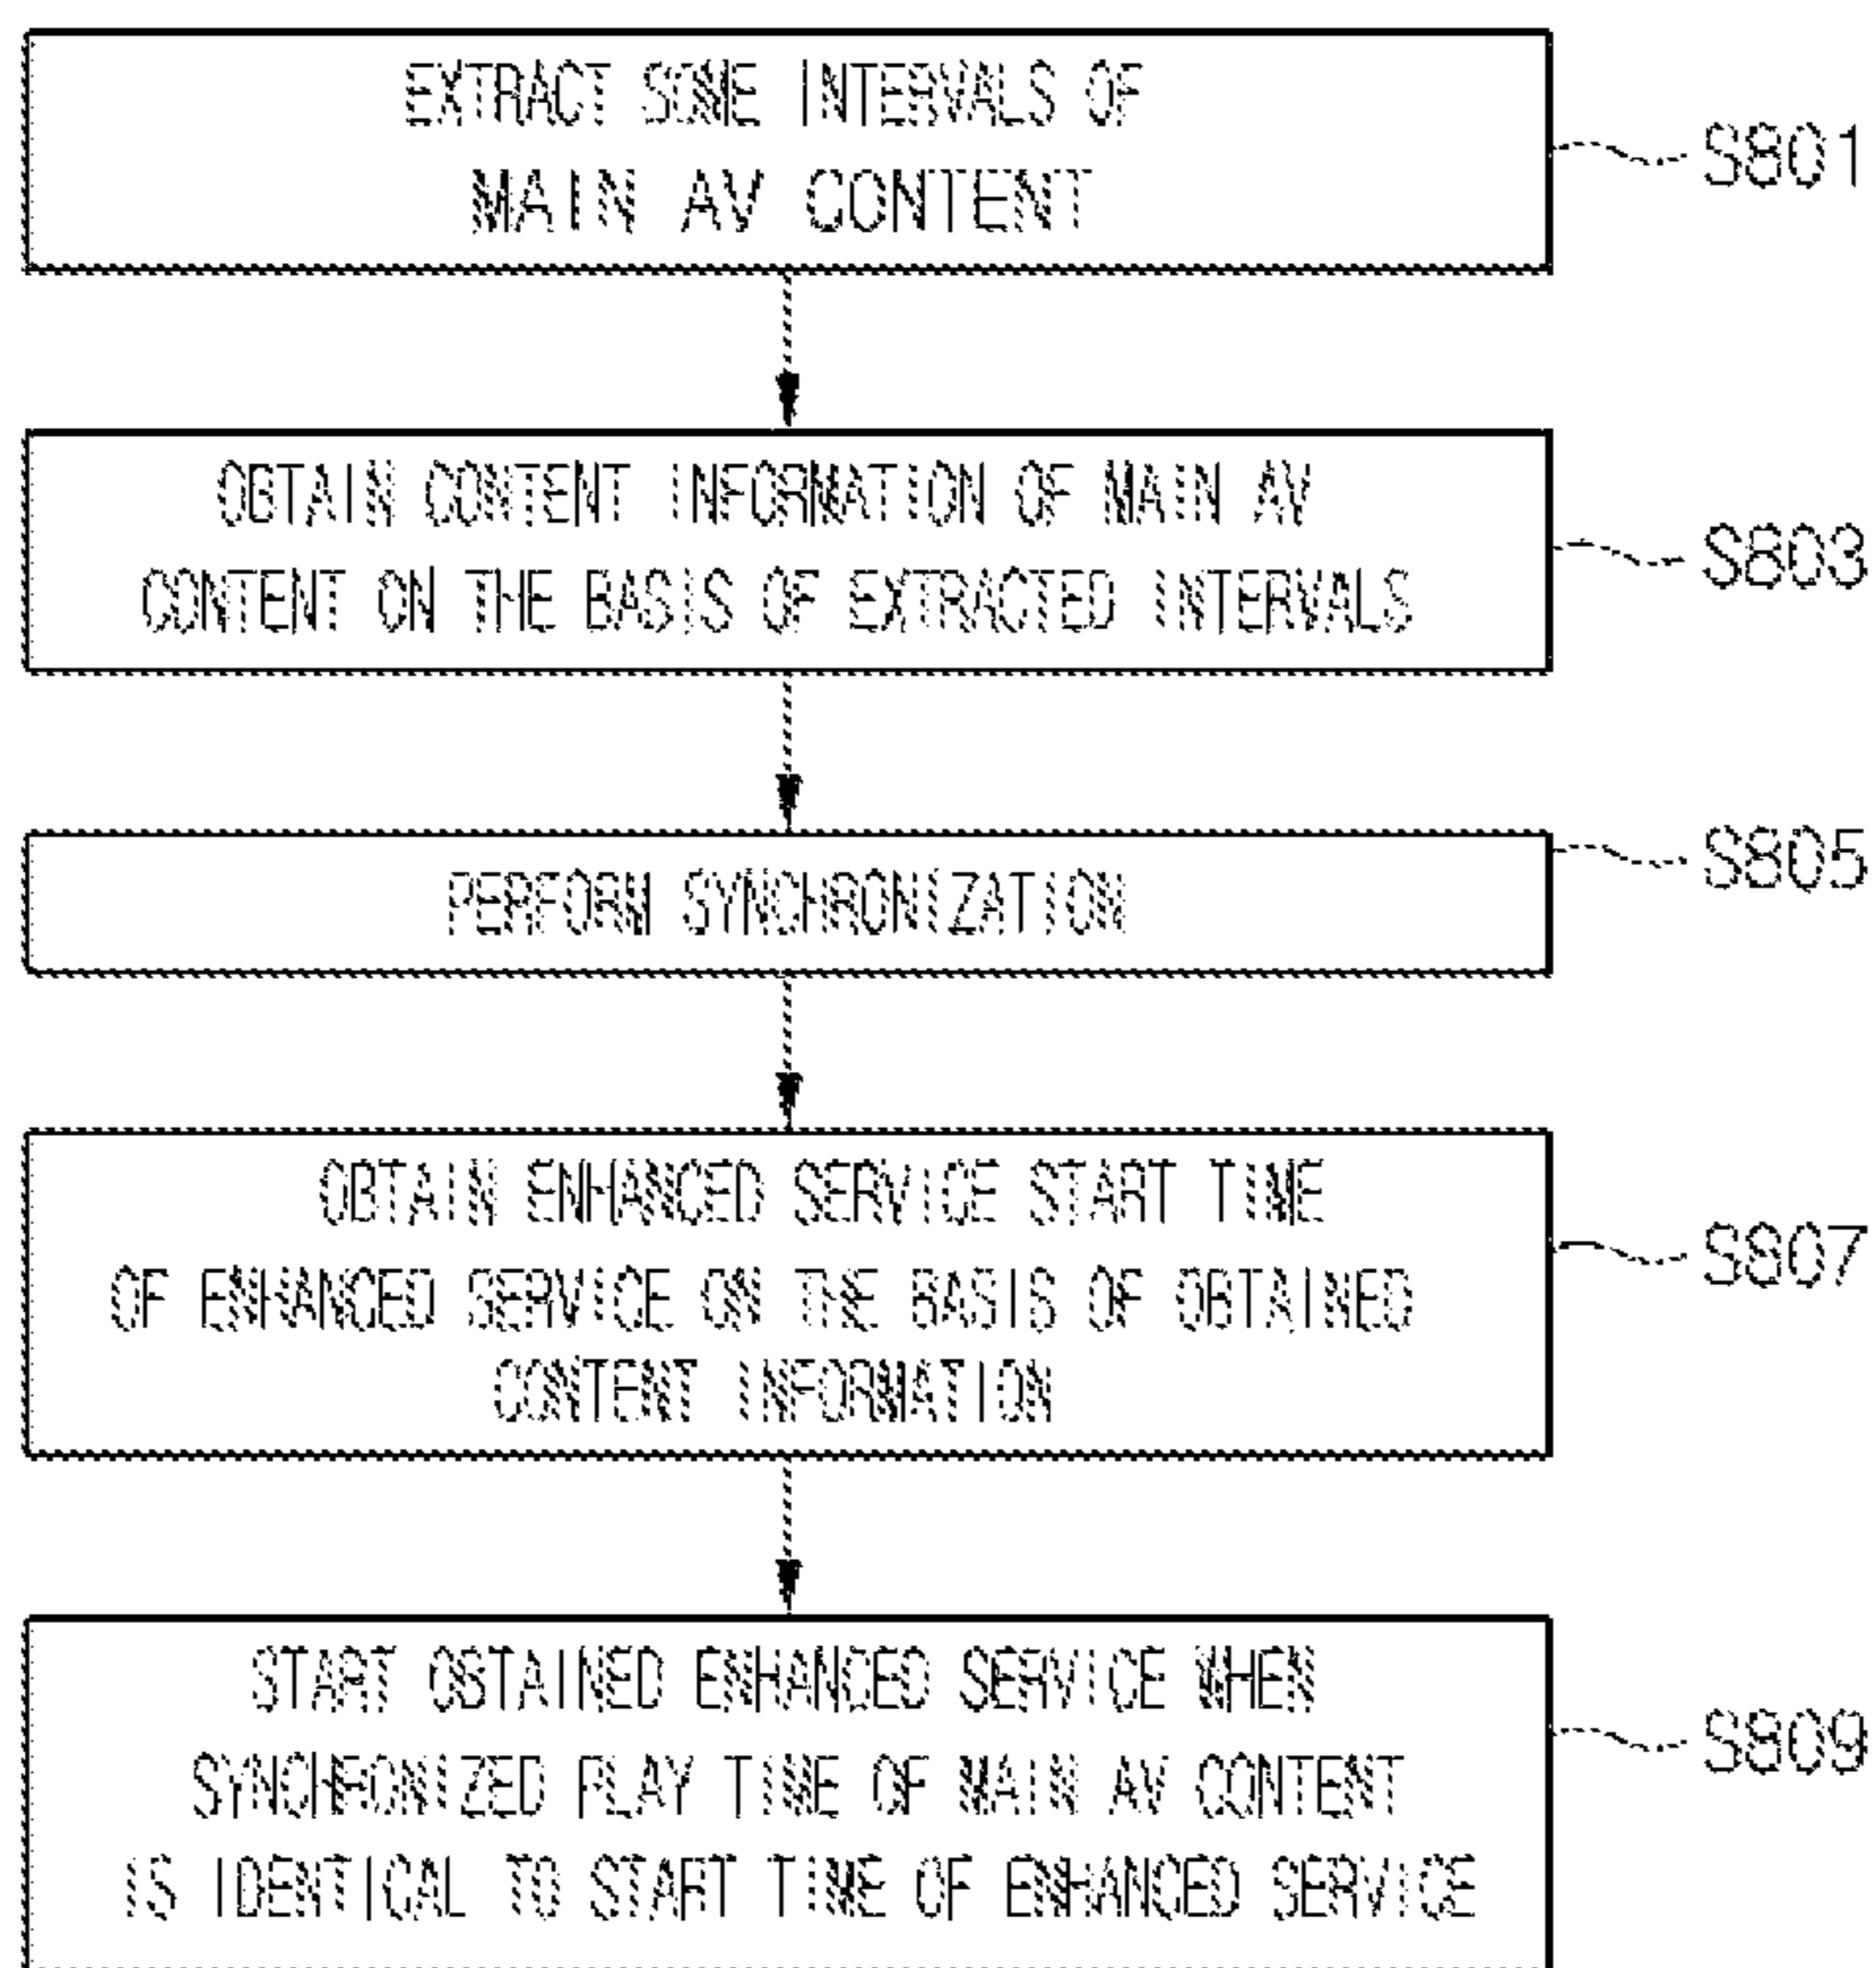 EXTRACT SOME INTERVALS OF
MAIN AV CONTENT
S801
OBTAIN CONTENT INFORMATION OF MAIN AV
CONTENT ON THE BASIS OF EXTRACTED INTERVALS
S803
PERFORM SYNCHRONIZATION
S805
OBTAIN ENHANCED SERVICE START TIME
OF ENHANCED SERVICE ON THE BASIS OF OBTAINED
CONTENT INFORMATION
S807
START OBTAINED ENHANCED SERVICE WHEN
SYNCHRONIZED PLAY TIME OF MAIN AV CONTENT
IS IDENTICAL TO START TIME OF ENHANCED SERVICE
S809